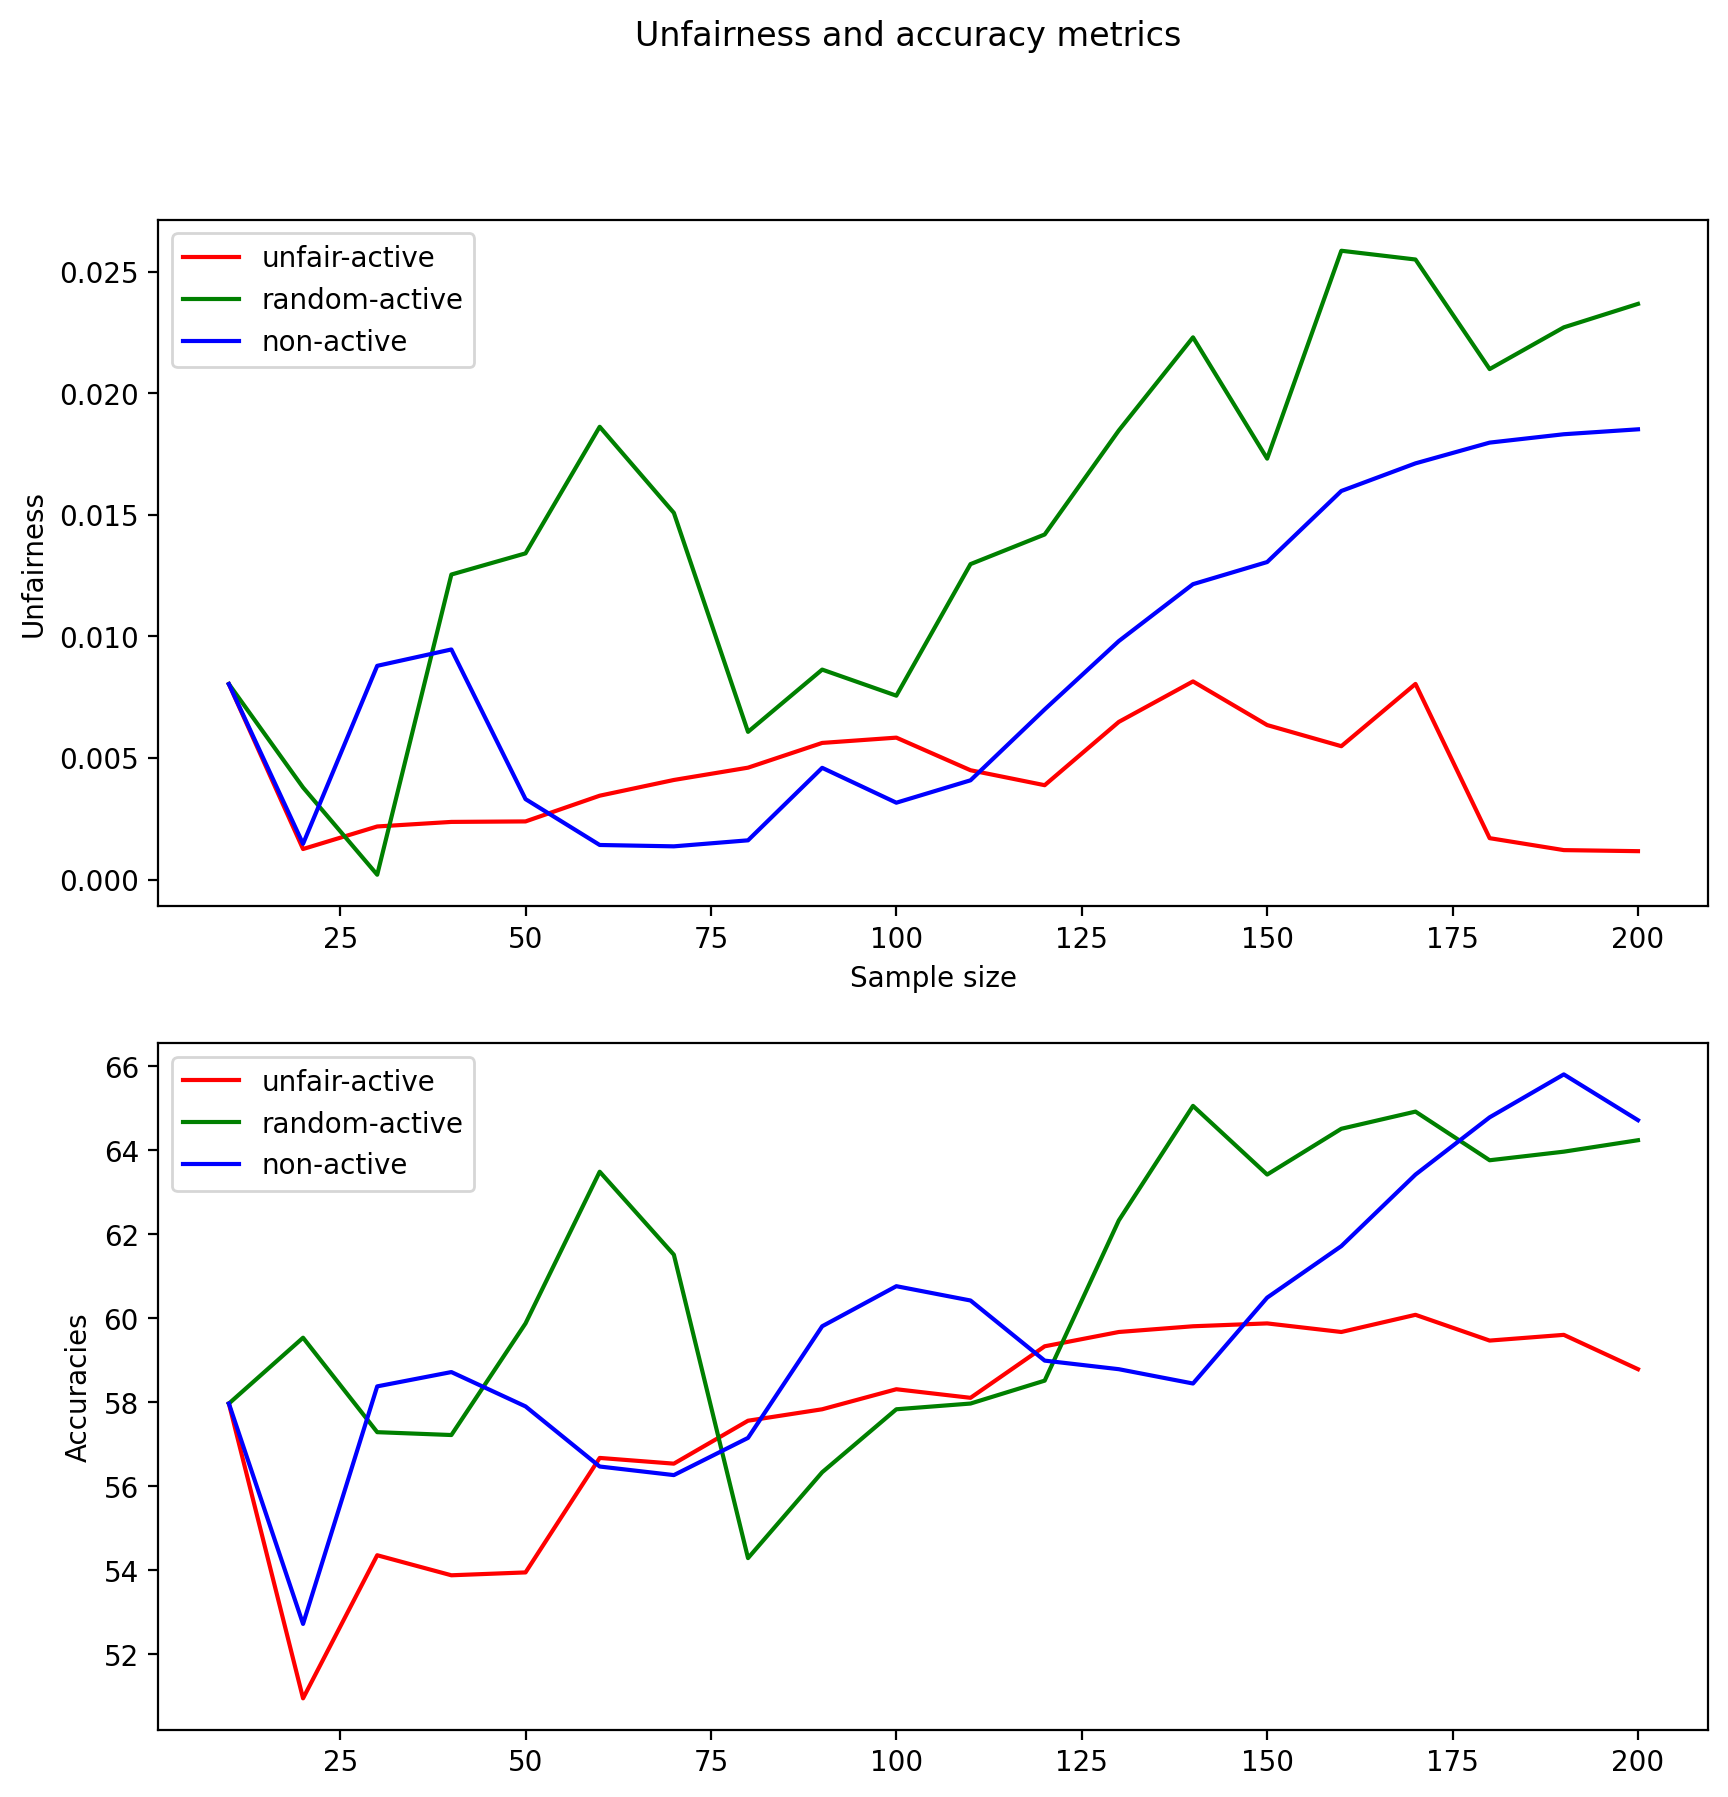 Unfairness and accuracy metrics
unfair-active
random-active
non-active
0.025
0.020
0.015
0.010
0.005
0.000
Unfairness
25 50 75 100 125 150 175 200
Sample size
unfair-active
random-active
non-active
66
64
62
60
58
56
54
52
Accuracies
25 50 75 100 125 150 175 200